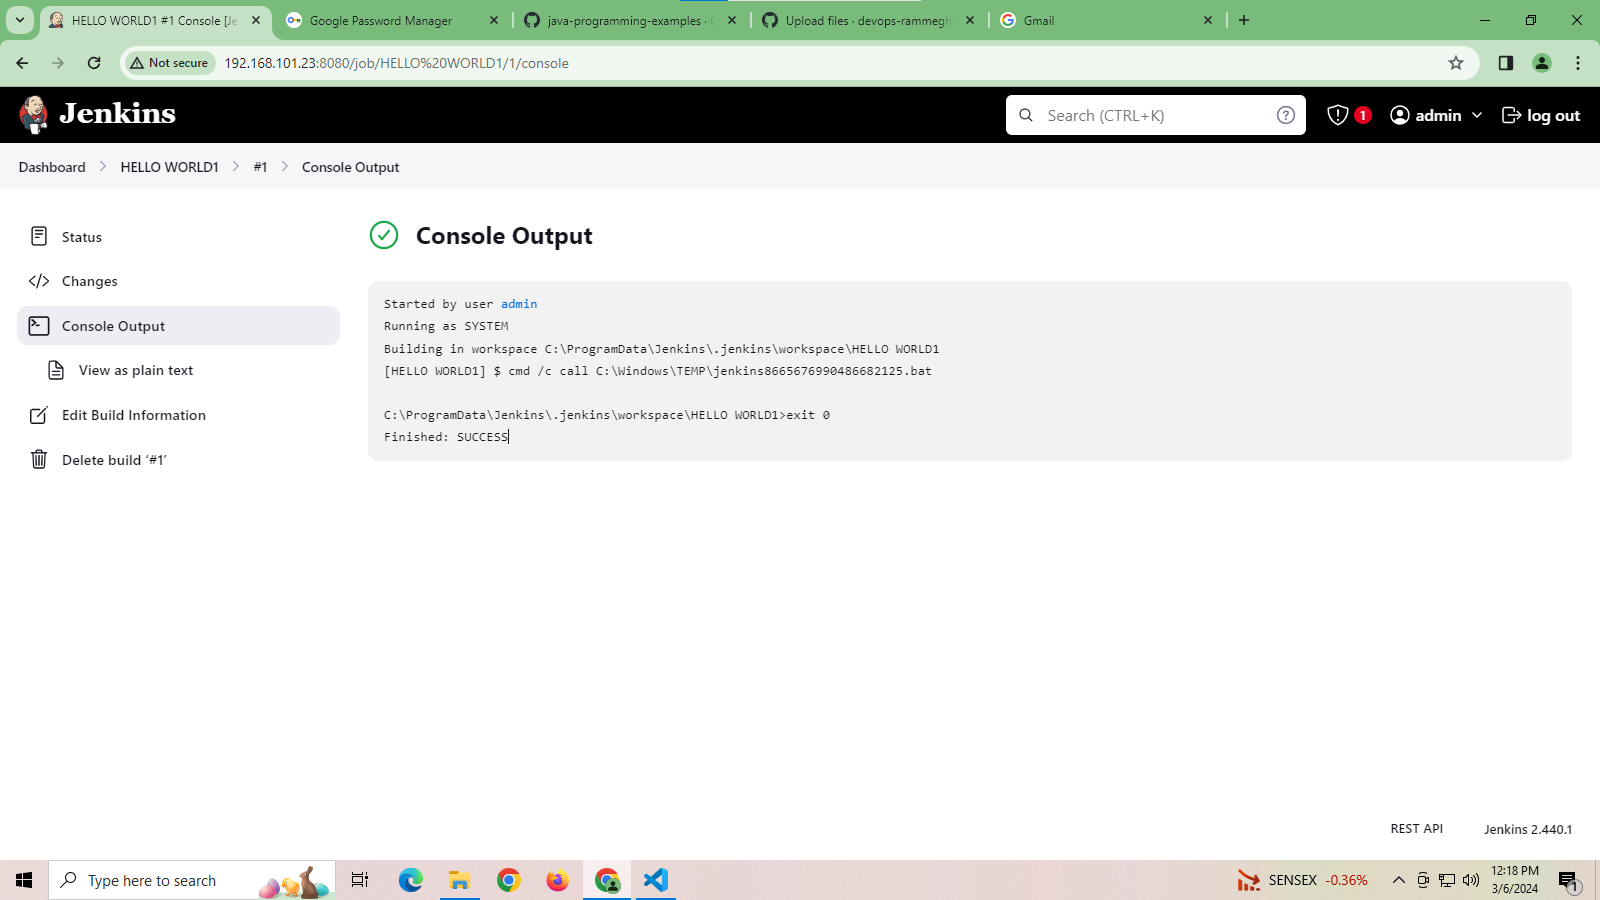 HELLO WORLD1 #1 Console [Je
Google Password Manager
java-programming-examples · G
Upload files · devops-rammegh
Gmail
Not secure
192.168.101.23:8080/job/HELLO%20WORLD1/1/console
Jenkins
Search (CTRL+K)
1
admin
log out
Dashboard
HELLO WORLD1
#1
Console Output
Status
Changes
Console Output
View as plain text
Edit Build Information
Delete build ‘#1’
Console Output
Started by user admin
Running as SYSTEM
Building in workspace C:\ProgramData\Jenkins\.jenkins\workspace\HELLO WORLD1
[HELLO WORLD1] $ cmd /c call C:\Windows\TEMP\jenkins8665676990486682125.bat
C:\ProgramData\Jenkins\.jenkins\workspace\HELLO WORLD1>exit 0
Finished: SUCCESS
REST API
Jenkins 2.440.1
Type here to search
SENSEX -0.36%
12:18 PM
3/6/2024
1